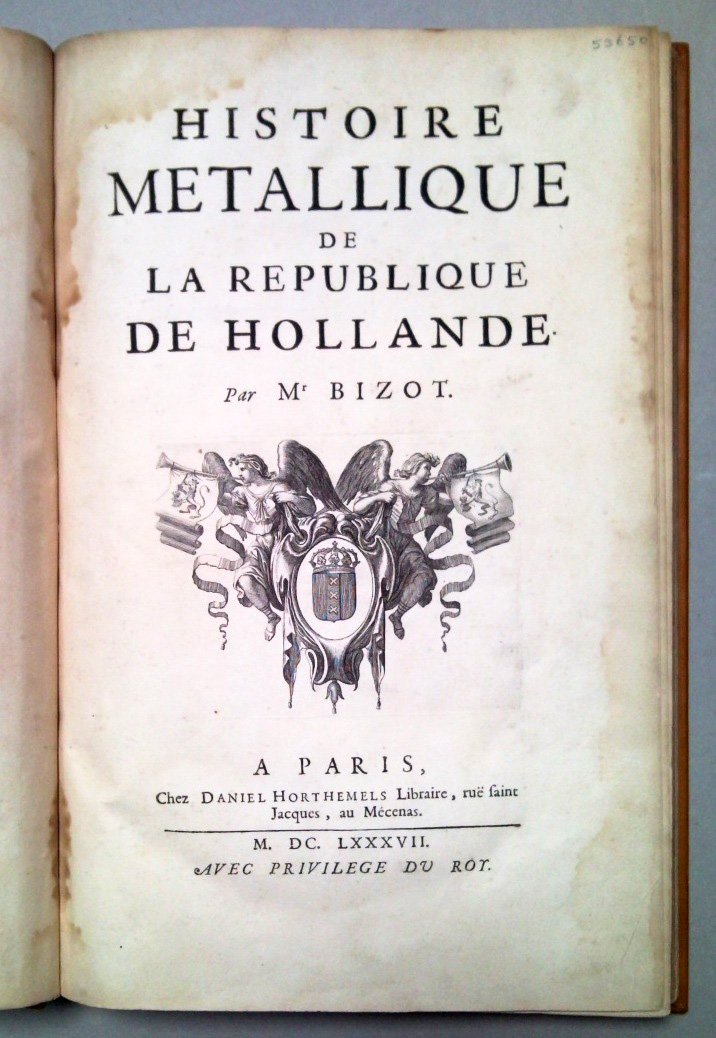 53650
HISTOIRE
METALLIQUE
DE
LA REPUBLIQUE
DE HOLLANDE.
Par Mr BIZOT.
A PARIS,
Chez DANIEL HORTHEMELS Libraire, ruë ſaint
Jacques, au Mécenas.
M. DC. LXXXVII.
AVEC PRIVILEGE DU ROY.